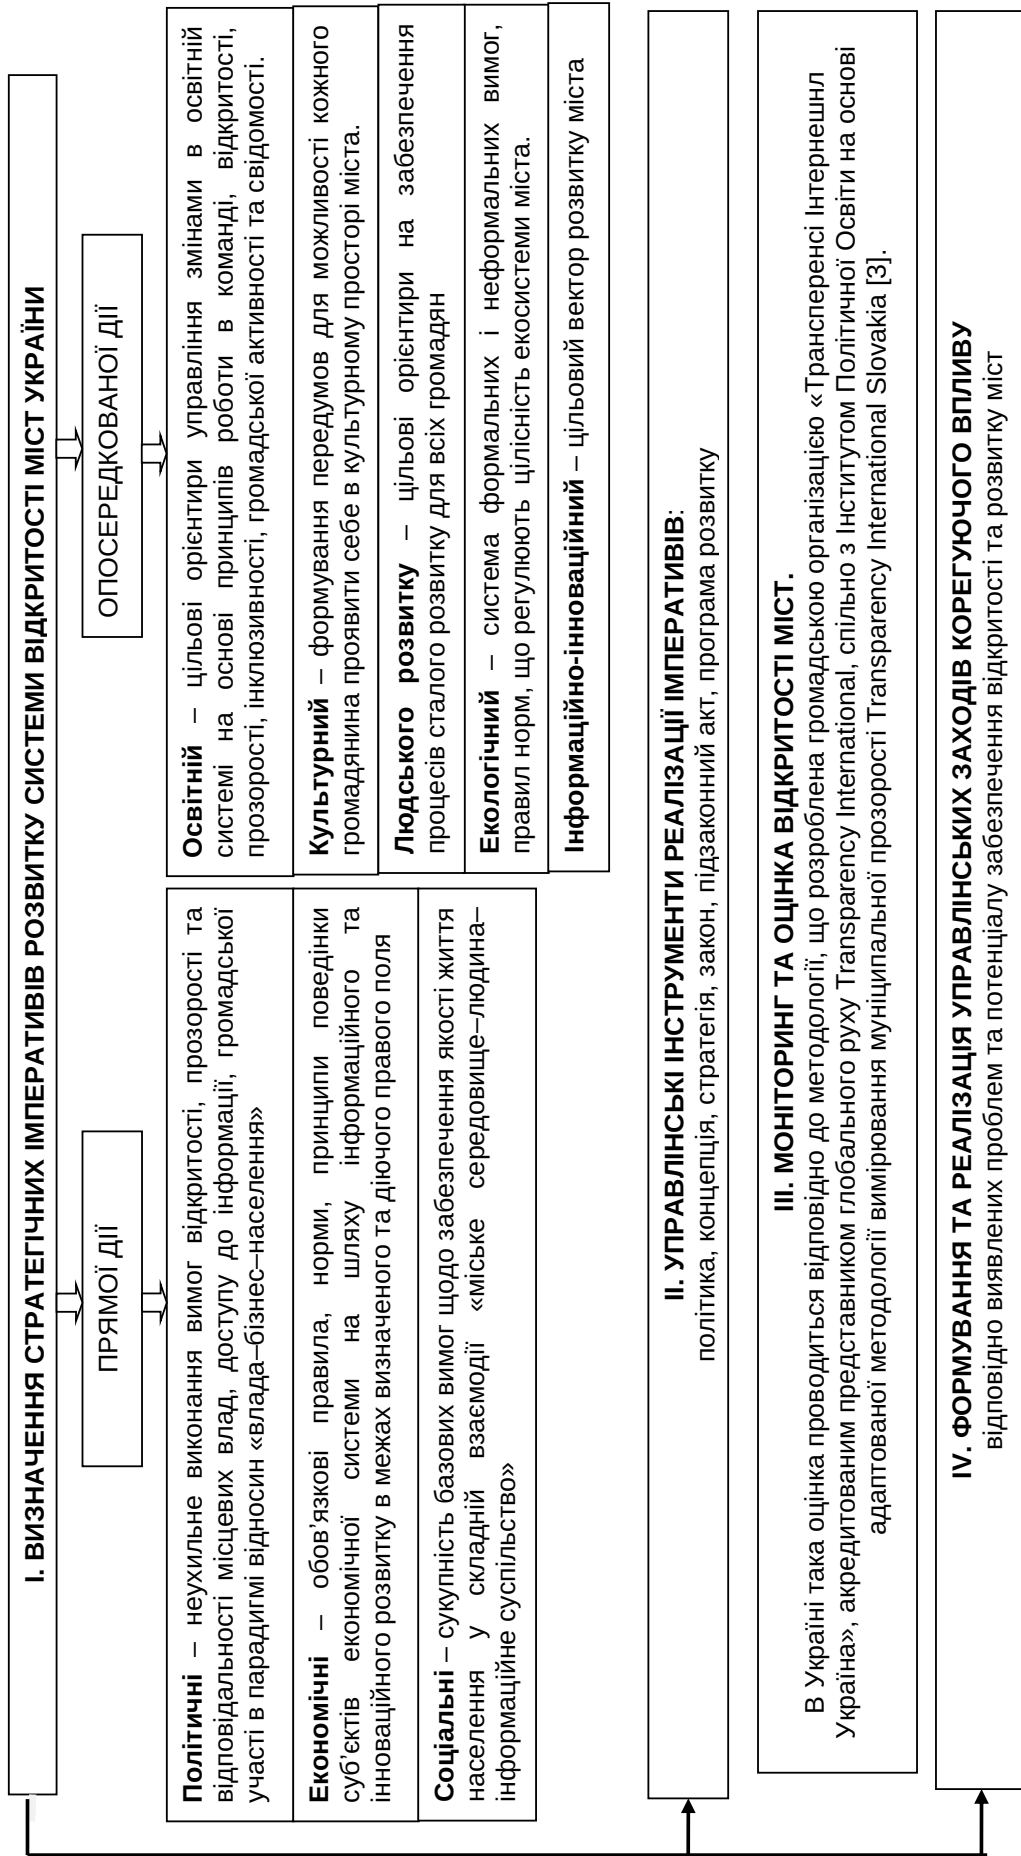 І. ВИЗНАЧЕННЯ СТРАТЕГІЧНИХ ІМПЕРАТИВІВ РОЗВИТКУ СИСТЕМИ ВІДКРИТОСТІ МІСТ УКРАЇНИ
ПРЯМОЇ ДІЇ
ОПОСЕРЕДКОВАНОЇ ДІЇ
Політичні – неухильне виконання вимог відкритості, прозорості та
відповідальності місцевих влад, доступу до інформації, громадської
участі в парадигмі відносин «влада–бізнес–населення»
Економічні – обов’язкові правила, норми, принципи поведінки
суб’єктів економічної системи на шляху інформаційного та
інноваційного розвитку в межах визначеного та діючого правого поля
Соціальні – сукупність базових вимог щодо забезпечення якості життя
населення у складній взаємодії «міське середовище–людина–
інформаційне суспільство»
Освітній – цільові орієнтири управління змінами в освітній
системі на основі принципів роботи в команді, відкритості,
прозорості, інклюзивності, громадської активності та свідомості.
Культурний – формування передумов для можливості кожного
громадянина проявити себе в культурному просторі міста.
Людського розвитку – цільові орієнтири на забезпечення
процесів сталого розвитку для всіх громадян
Екологічний – система формальних і неформальних вимог,
правил норм, що регулюють цілісність екосистеми міста.
Інформаційно-інноваційний – цільовий вектор розвитку міста
ІІ. УПРАВЛІНСЬКІ ІНСТРУМЕНТИ РЕАЛІЗАЦІЇ ІМПЕРАТИВІВ:
політика, концепція, стратегія, закон, підзаконний акт, програма розвитку
ІІІ. МОНІТОРИНГ ТА ОЦІНКА ВІДКРИТОСТІ МІСТ.
В Україні така оцінка проводиться відповідно до методології, що розроблена громадською організацією «Трансперенсі Інтернешнл
Україна», акредитованим представником глобального руху Transparency International, спільно з Інститутом Політичної Освіти на основі
адаптованої методології вимірювання муніципальної прозорості Transparency International Slovakia [3].
IV. ФОРМУВАННЯ ТА РЕАЛІЗАЦІЯ УПРАВЛІНСЬКИХ ЗАХОДІВ КОРЕГУЮЧОГО ВПЛИВУ
відповідно виявлених проблем та потенціалу забезпечення відкритості та розвитку міст